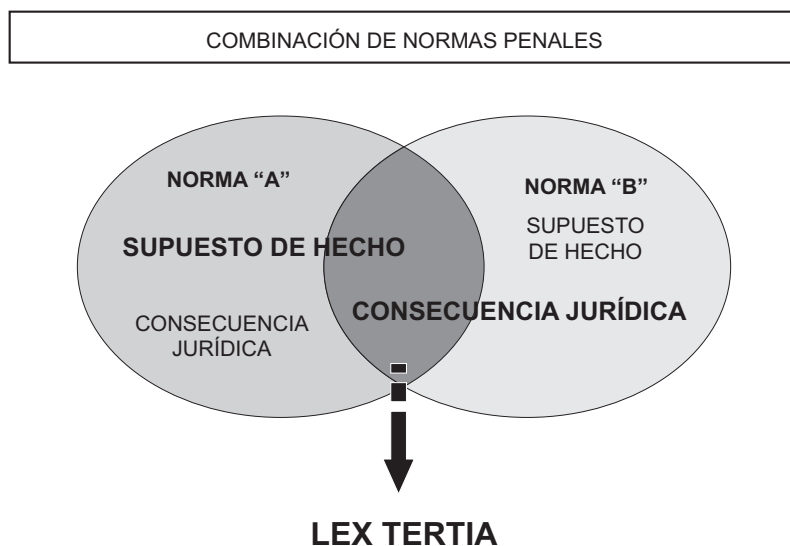 COMBINACIÓN DE NORMAS PENALES
NORMA “A”
SUPUESTO DE HECHO
CONSECUENCIA
JURÍDICA
NORMA “B”
SUPUESTO
DE HECHO
CONSECUENCIA JURÍDICA
LEX TERTIA